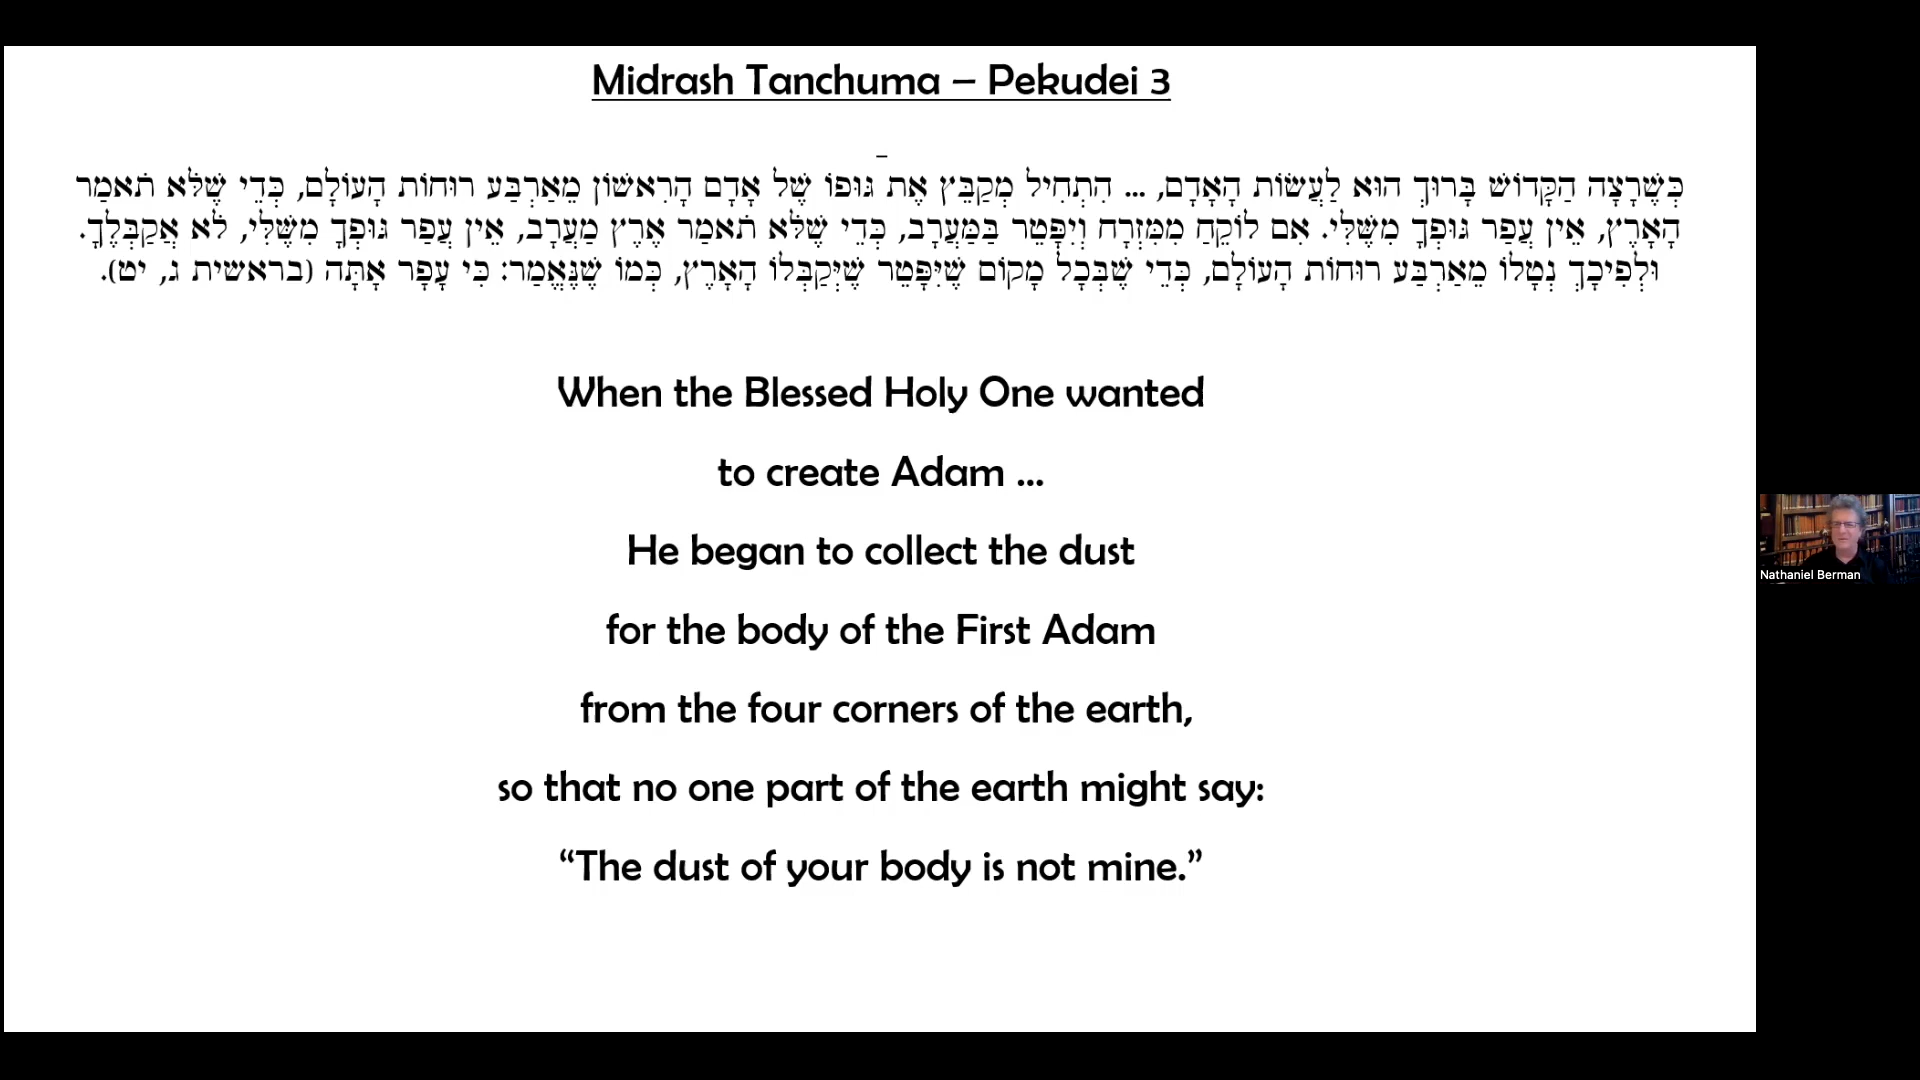 Midrash Tanchuma – Pekudei 3
כְּשֶׁרָצָה הַקָּדוֹשׁ בָּרוּךְ הוּא לַעֲשׂוֹת הָאָדָם, ... הִתְחִיל מְקַבֵּץ אֶת גּוּפוֹ שֶׁל אָדָם הָרִאשׁוֹן מֵאַרְבַּע רוּחוֹת הָעוֹלָם, כְּדֵי שֶׁלֹּא תֹאמַר
הָאָרֶץ, אֵין עֲפַר גּוּפְךָ מִשֶּׁלִּי. אִם לוֹקֵחַ מִמִּזְרָח וְיִפָּטֵר בַּמַּעֲרָב, כְּדֵי שֶׁלֹּא תֹאמַר אֶרֶץ מַעֲרָב, אֵין עֲפַר גּוּפְךָ מִשֶּׁלִּי, לֹא אֲקַבְּלֶךָ.
וּלְפִיכָךְ נְטָלוֹ מֵאַרְבַּע רוּחוֹת הָעוֹלָם, כְּדֵי שֶׁבְּכָל מָקוֹם שֶׁיִּפָּטֵר שֶׁיְּקַבְּלוֹ הָאָרֶץ, כְּמוֹ שֶׁנֶּאֱמַר: כִּי עָפָר אָתָּה (בראשית ג, יט).
When the Blessed Holy One wanted
to create Adam ...
He began to collect the dust
for the body of the First Adam
from the four corners of the earth,
so that no one part of the earth might say:
“The dust of your body is not mine.”
Nathaniel Berman